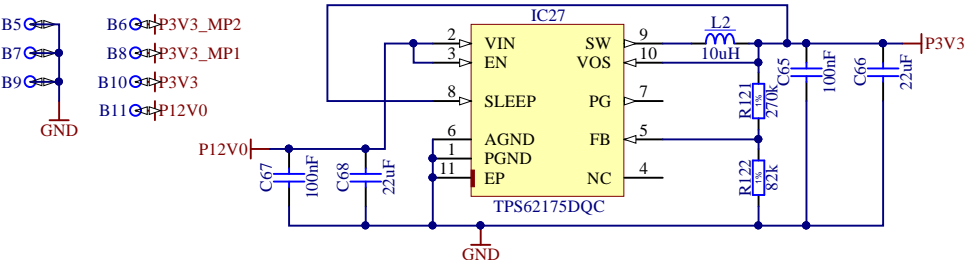 B5
B7
B9
GND
B6 P3V3_MP2
B8 P3V3_MP1
B10 P3V3
B11 P12V0
P12V0
C67
100nF
C68
22uF
IC27
2 VIN
3 EN
8 SLEEP
6 AGND
1 PGND
11 EP
SW 9
VOS 10
PG 7
FB 5
NC 4
TPS62175DQC
GND
L2
10uH
R121
1%
270k
R122
1%
82k
C65
100nF
C66
22uF
P3V3